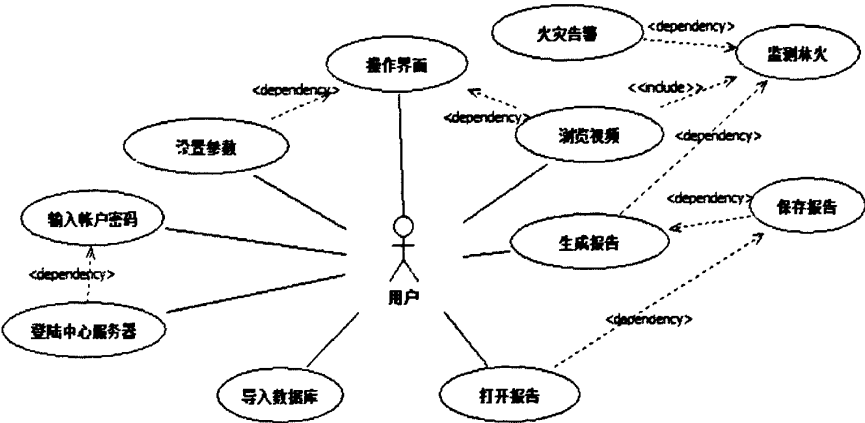 火灾告警
<dependency>
监测林火
操作界面
<dependency>
<<include>>
<dependency>
浏览视频
<dependency>
设置参数
<dependency>
保存报告
输入帐户密码
生成报告
<dependency>
用户
登陆中心服务器
<dependency>
导入数据库
打开报告